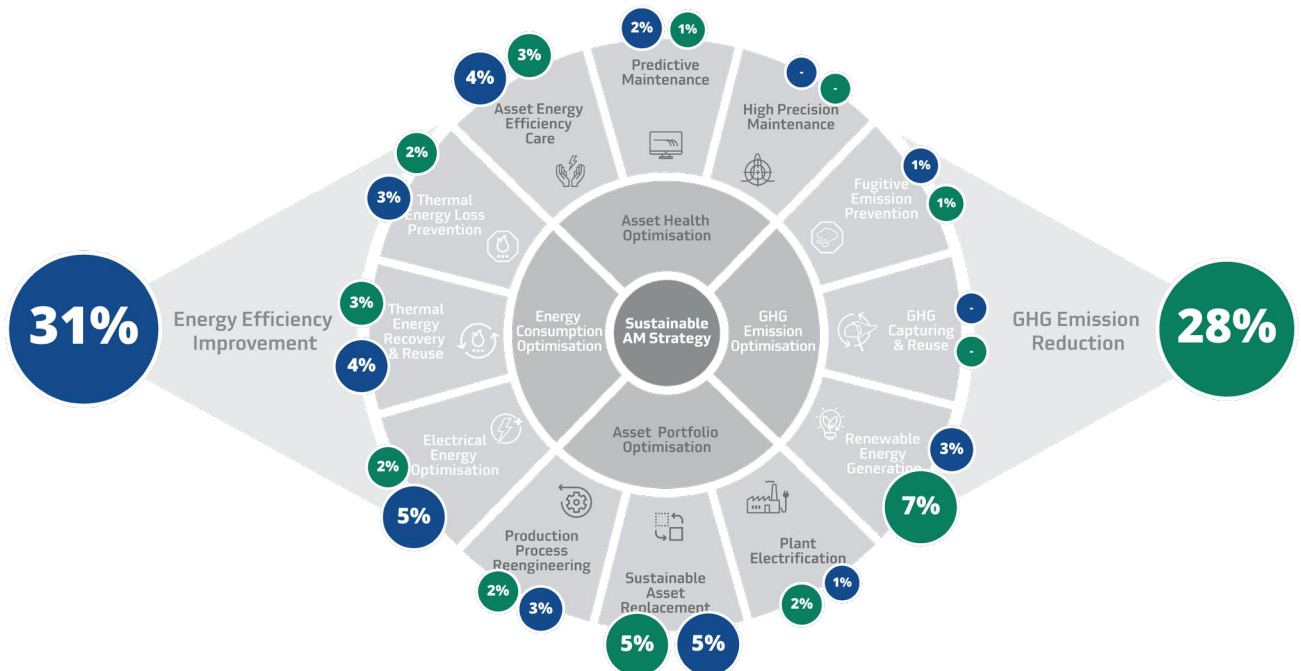 2%
1%
Predictive
Maintenance
-
-
High Precision
Maintenance
4%
3%
Asset Energy
Efficiency
Care
2%
3%
Thermal
Energy Loss
Prevention
1%
1%
Fugitive
Emission
Prevention
Asset Health
Optimisation
31%
Energy Efficiency
Improvement
3%
4%
Thermal
Energy
Recovery
& Reuse
Energy
Consumption
Optimisation
Sustainable
AM Strategy
GHG
Emission
Optimisation
GHG
Capturing
& Reuse
-
-
GHG Emission
Reduction
28%
Asset Portfolio
Optimisation
2%
5%
Electrical
Energy
Optimisation
Renewable
Energy
Generation
3%
7%
Production
Process
Reengineering
2%
3%
Sustainable
Asset
Replacement
5%
5%
Plant
Electrification
2%
1%